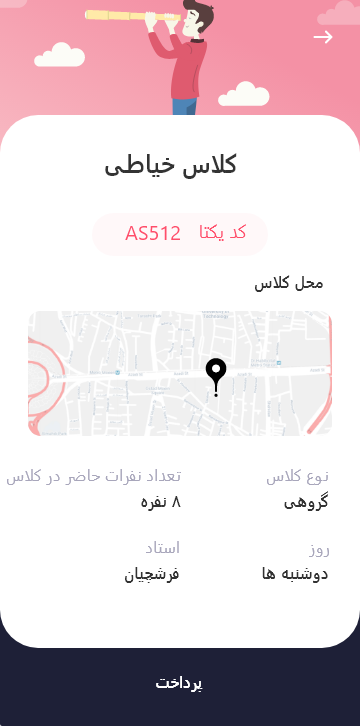 کلاس خیاطی
کد یکتا AS512
محل کلاس
نوع کلاس
گروهی
تعداد نفرات حاضر در کلاس
۸ نفره
روز
دوشنبه ها
استاد
فرشچیان
پرداخت